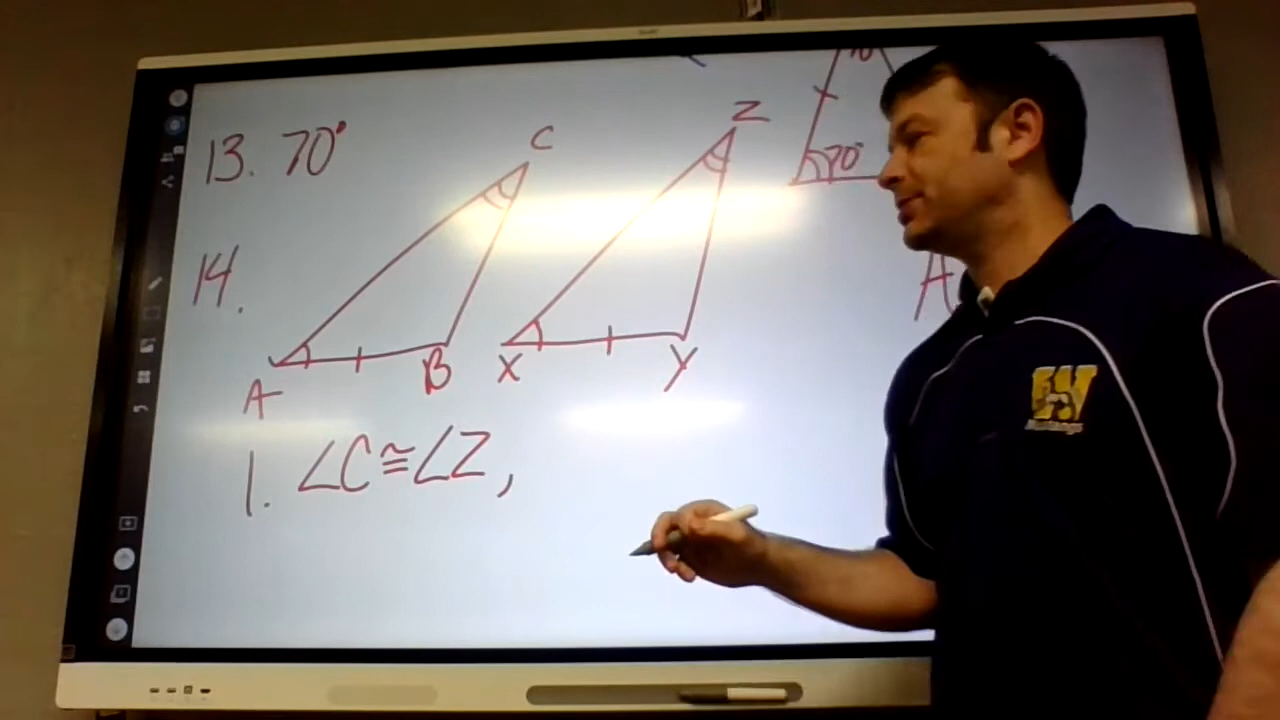 13. 70°
14.
C
A
B
Z
X
Y
70°
A
1. ∠C ≅ ∠Z,